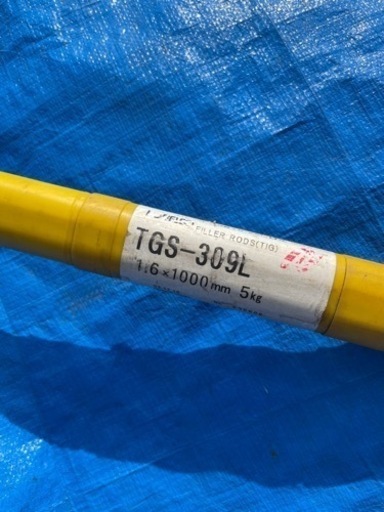 FILLER RODS(TIG)
TGS-309L
1.6×1000mm 5kg